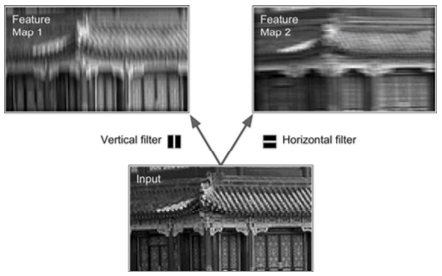 Feature
Map 1
Feature
Map 2
Vertical filter
Horizontal filter
Input